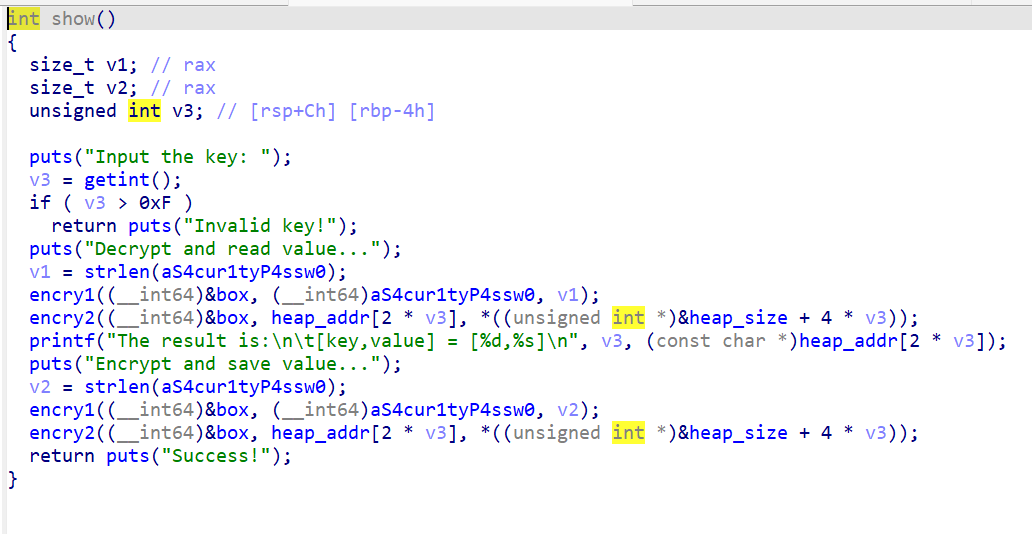 int show()
{
  size_t v1; // rax
  size_t v2; // rax
  unsigned int v3; // [rsp+Ch] [rbp-4h]

  puts("Input the key: ");
  v3 = getint();
  if ( v3 > 0xF )
    return puts("Invalid key!");
  puts("Decrypt and read value...");
  v1 = strlen(aS4cur1tyP4ssw0);
  encry1((__int64)&box, (__int64)aS4cur1tyP4ssw0, v1);
  encry2((__int64)&box, heap_addr[2 * v3], *((unsigned int *)&heap_size + 4 * v3));
  printf("The result is:\n\t[key,value] = [%d,%s]\n", v3, (const char *)heap_addr[2 * v3]);
  puts("Encrypt and save value...");
  v2 = strlen(aS4cur1tyP4ssw0);
  encry1((__int64)&box, (__int64)aS4cur1tyP4ssw0, v2);
  encry2((__int64)&box, heap_addr[2 * v3], *((unsigned int *)&heap_size + 4 * v3));
  return puts("Success!");
}